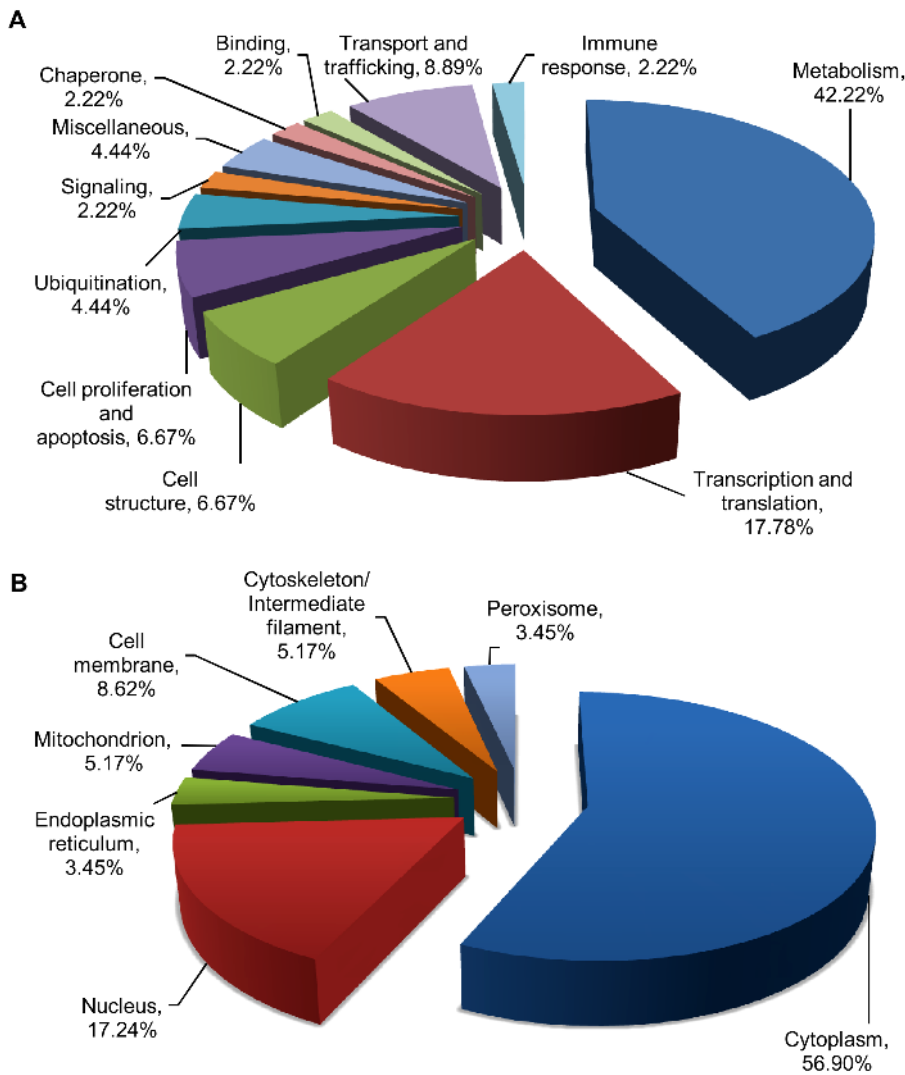 A
Binding,
2.22%
Transport and
trafficking, 8.89%
Immune
response, 2.22%
Metabolism,
42.22%
Chaperone,
2.22%
Miscellaneous,
4.44%
Signaling,
2.22%
Ubiquitination,
4.44%
Cell proliferation
and
apoptosis, 6.67%
Cell
structure, 6.67%
Transcription and
translation,
17.78%
B
Cytoskeleton/
Intermediate
filament,
5.17%
Peroxisome,
3.45%
Cell
membrane,
8.62%
Mitochondrion,
5.17%
Endoplasmic
reticulum,
3.45%
Nucleus,
17.24%
Cytoplasm,
56.90%